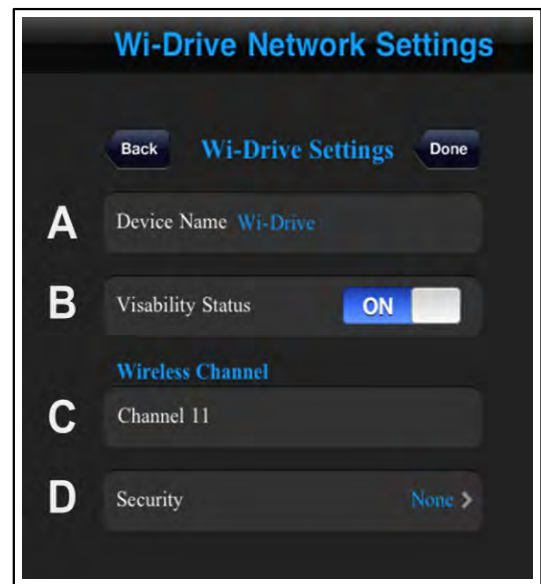 Wi-Drive Network Settings
Back Wi-Drive Settings Done
A Device Name Wi-Drive
B Visability Status ON
Wireless Channel
C Channel 11
D Security None >